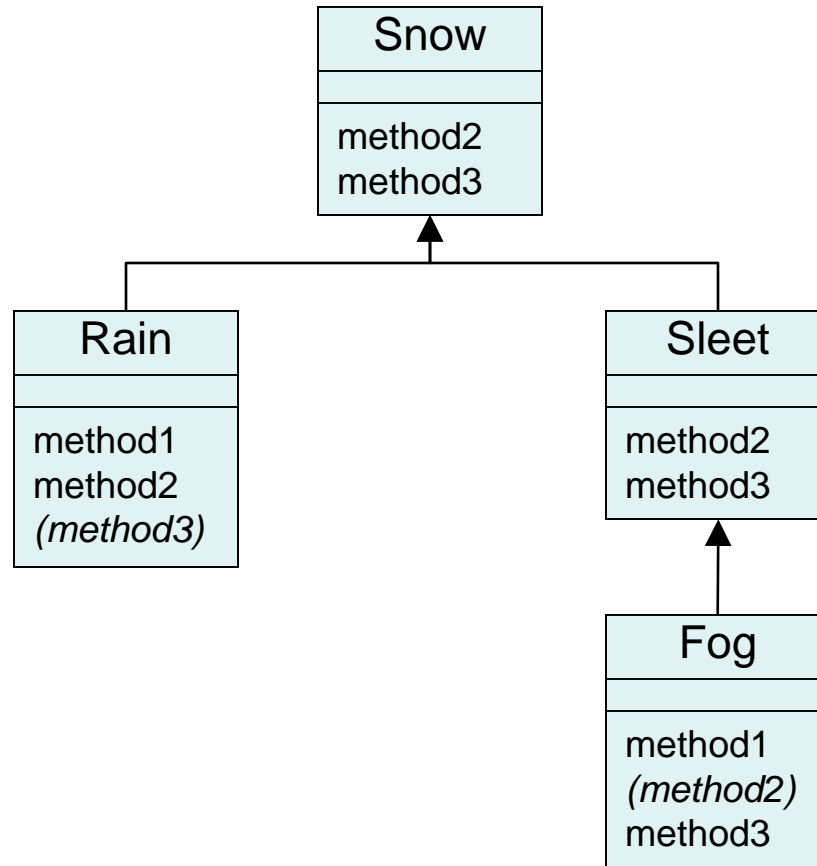 Snow
method2
method3
Rain
method1
method2
(method3)
Sleet
method2
method3
Fog
method1
(method2)
method3